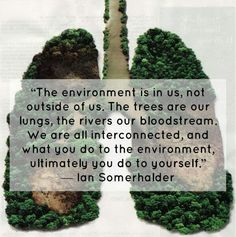 “The environment is in us, not
outside of us. The trees are our
lungs, the rivers our bloodstream.
We are all interconnected, and
what you do to the environment,
ultimately you do to yourself.”
— Ian Somerhalder